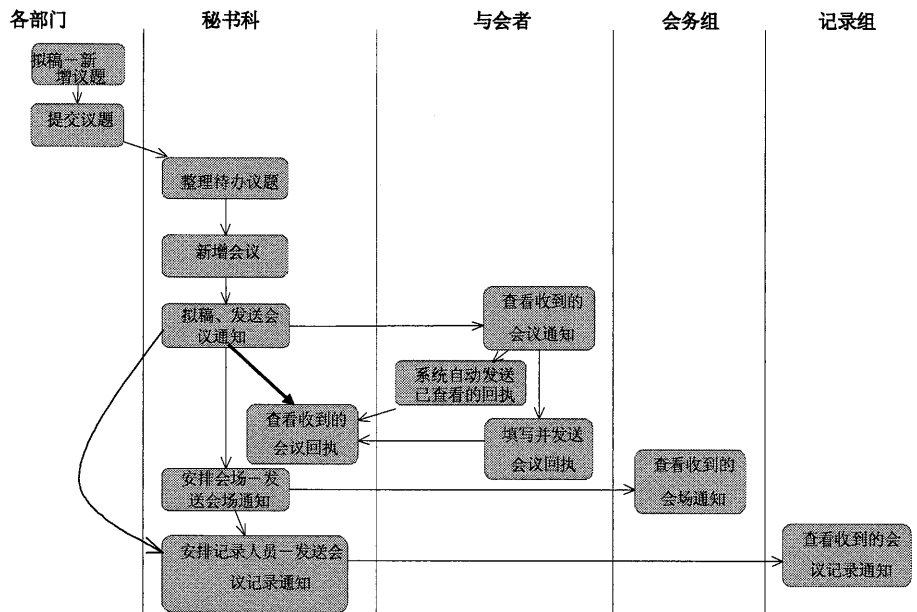 各部门
秘书科
与会者
会务组
记录组
拟稿－新
增议题
提交议题
整理待办议题
新增会议
拟稿、发送会
议通知
查看收到的
会议通知
系统自动发送
已查看的回执
查看收到的
会议回执
填写并发送
会议回执
安排会场－发
送会场通知
查看收到的
会场通知
安排记录人员－发送会
议记录通知
查看收到的会
议记录通知